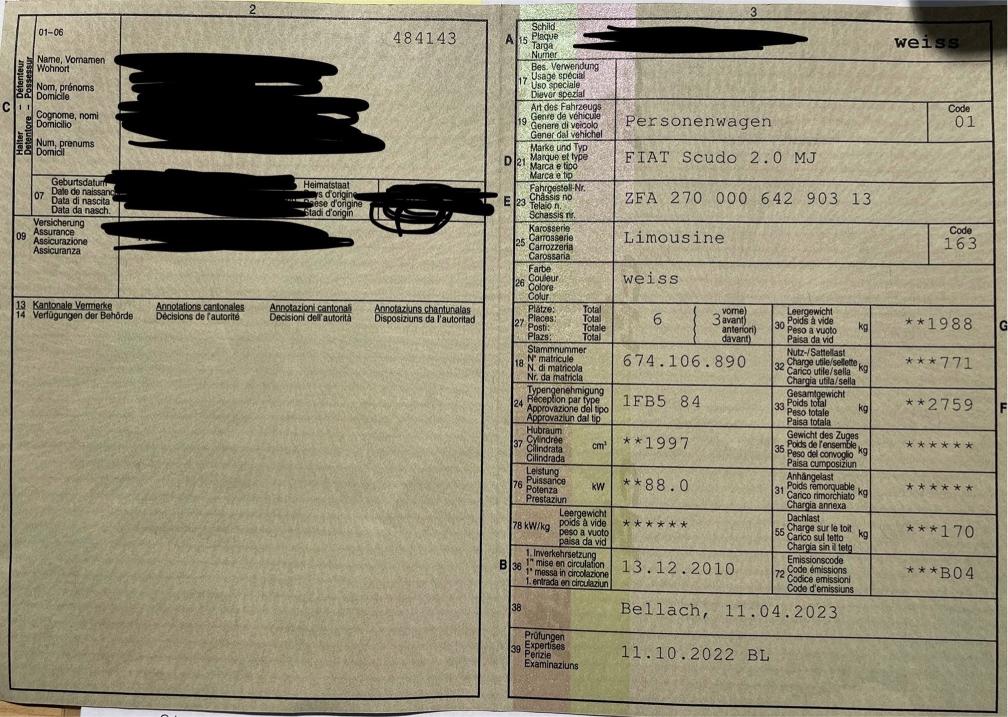 2
01-06
484143
C
Détenteur
Possessur
Halter
Detentore
Name, Vornamen
Wohnort
Nom, prénoms
Domicile
Cognome, nomi
Domicilio
Num, prenums
Domicil
07
Geburtsdatum
Date de naissance
Data di nascita
Data da nasch.
Heimatstaat
d'origine
d'origine
Stadi d'origin
09
Versicherung
Assurance
Assicurazione
Assicuranza
13
14
Kantonale Vermerke
Verfügungen der Behörde
Annotations cantonales
Décisions de l'autorité
Annotazioni cantonali
Decisioni dell'autorità
Annotaziuns chantunalas
Disposiziuns da l'autoritad
3
A
15
Schild
Plaque
Targa
Numer
weiss
17
Bes. Verwendung
Usage spécial
Uso speciale
Diever spezial
19
Art des Fahrzeugs
Genre de véhicule
Genere di veicolo
Gener dal vehichel
Personenwagen
Code
01
D
21
Marke und Typ
Marque et type
Marca e tipo
Marca e tip
FIAT Scudo 2.0 MJ
E
23
Fahrgestell-Nr.
Châssis no
Telaio n.
Schassis nr.
ZFA 270 000 642 903 13
25
Karosserie
Carrosserie
Carrozzeria
Carossaria
Limousine
Code
163
26
Farbe
Couleur
Colore
Colur
weiss
27
Plätze: Total
Places: Total
Posti: Totale
Plazs: Total
6
3
vorne)
avant)
anteriori)
davant)
30
Leergewicht
Poids à vide
Peso a vuoto
Paisa da vid
kg
**1988
G
18
Stammnummer
N° matricule
N. di matricola
Nr. da matricla
674.106.890
32
Nutz-/Sattellast
Charge utile/sellette
Carico utile/sella
Chargia utila/sella
kg
***771
24
Typengenehmigung
Réception par type
Approvazione del tipo
Approvaziun dal tip
1FB5 84
33
Gesamtgewicht
Poids total
Peso totale
Paisa totala
kg
**2759
F
37
Hubraum
Cylindrée
Cilindrata
Cilindrada
cm³
**1997
35
Gewicht des Zuges
Poids de l'ensemble
Peso del convoglio
Paisa cumposiziun
kg
******
76
Leistung
Puissance
Potenza
Prestaziun
kW
**88.0
31
Anhängelast
Poids remorquable
Carico rimorchiato
Chargia annexa
kg
******
78 kW/kg
Leergewicht
poids à vide
peso a vuoto
paisa da vid
******
55
Dachlast
Charge sur le toit
Carico sul tetto
Chargia sin il tetg
kg
***170
B
36
1. Inverkehrsetzung
1re mise en circulation
1a messa in circolazione
1. entrada en circulaziun
13.12.2010
72
Emissionscode
Code émissions
Codice emissioni
Code d'emissiuns
***B04
38
Bellach, 11.04.2023
39
Prüfungen
Expertises
Perizie
Examinaziuns
11.10.2022 BL